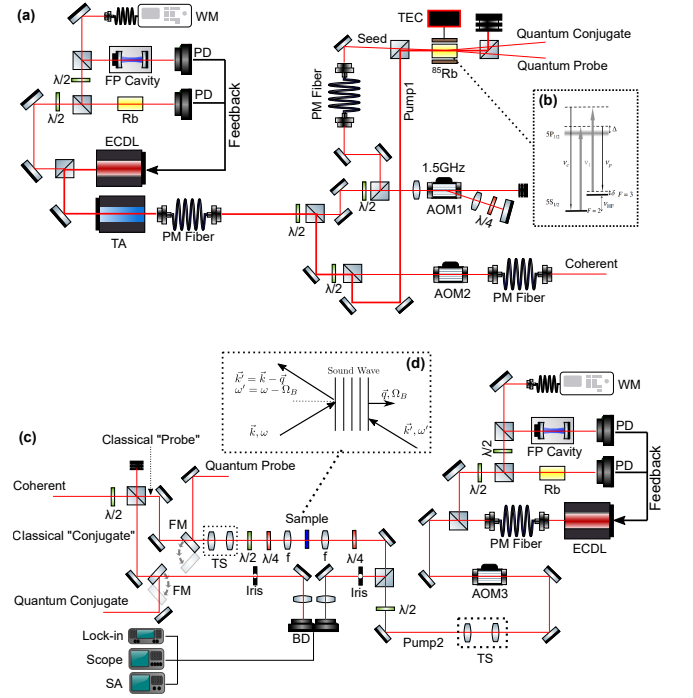 (a)
WM
FP Cavity
PD
λ/2
λ/2
Rb
PD
Feedback
ECDL
TA
PM Fiber
λ/2
TEC
Seed
Quantum Conjugate
Quantum Probe
⁸⁵Rb
PM Fiber
Pump1
(b)
5P₁/₂
Δ
ν
ν
ν
δ
F = 3
ν_HF
5S₁/₂
F = 2
1.5GHz
λ/2
AOM1
λ/4
λ/2
AOM2
PM Fiber
Coherent
(d)
Sound Wave
k⃗' = k⃗ − q⃗
ω' = ω − Ω_B
q⃗, Ω_B
k⃗, ω
k⃗', ω'
(c)
Classical "Probe"
Quantum Probe
Coherent
λ/2
FM
Classical "Conjugate"
TS
λ/2
λ/4
f
Sample
f
λ/4
FM
Iris
Iris
λ/2
Quantum Conjugate
BD
Pump2
TS
Lock-in
Scope
SA
WM
λ/2
FP Cavity
PD
λ/2
Rb
PD
Feedback
PM Fiber
ECDL
AOM3